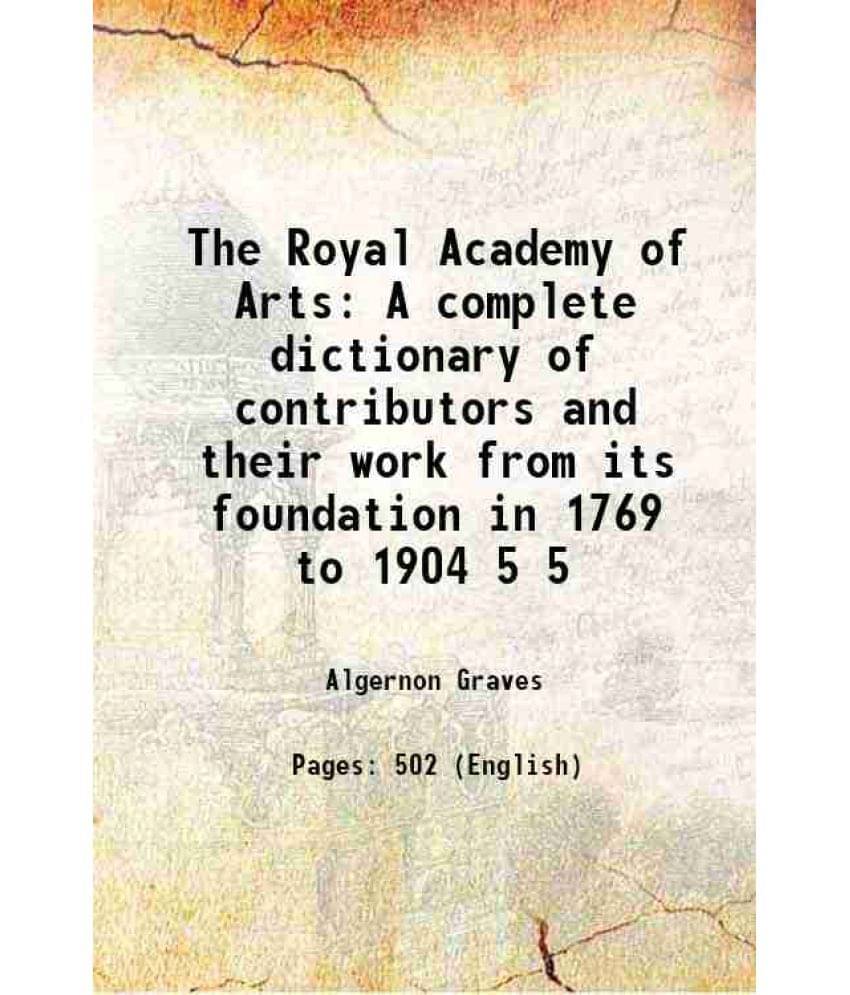 The Royal Academy of
Arts: A complete
dictionary of
contributors and
their work from its
foundation in 1769
to 1904 5 5
Algernon Graves
Pages: 502 (English)